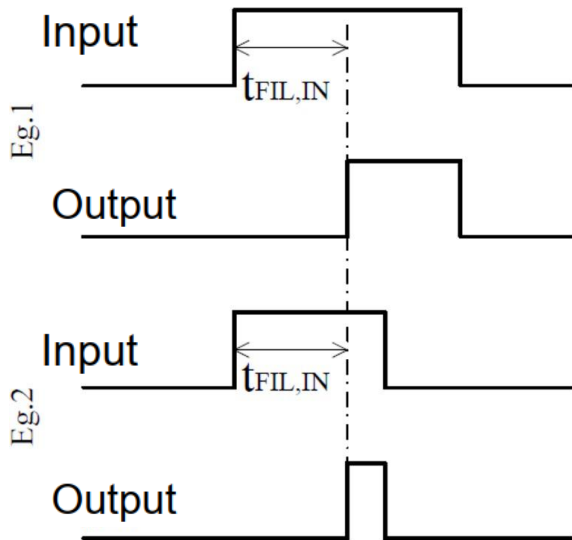 Eg.1
Input
tFIL,IN
Output
Eg.2
Input
tFIL,IN
Output